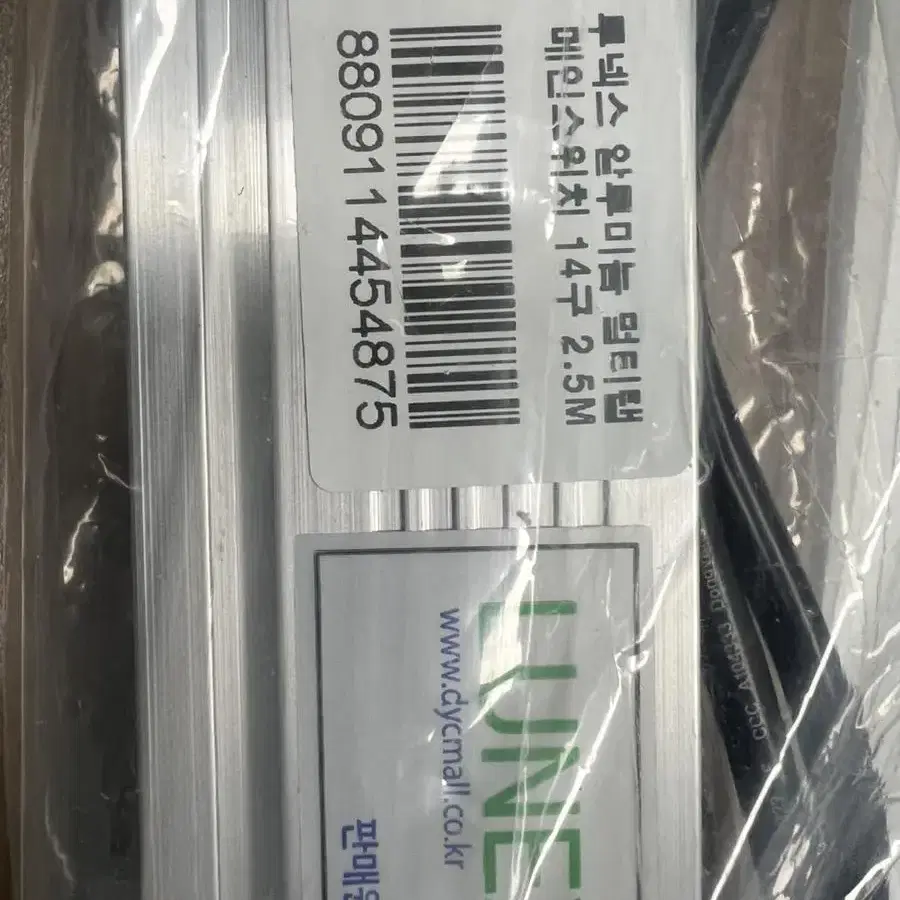 루넥스 알루미늄 멀티탭
메인스위치 14구 2.5M
8809114454875
LUNE
www.dycmall.co.kr
판매원